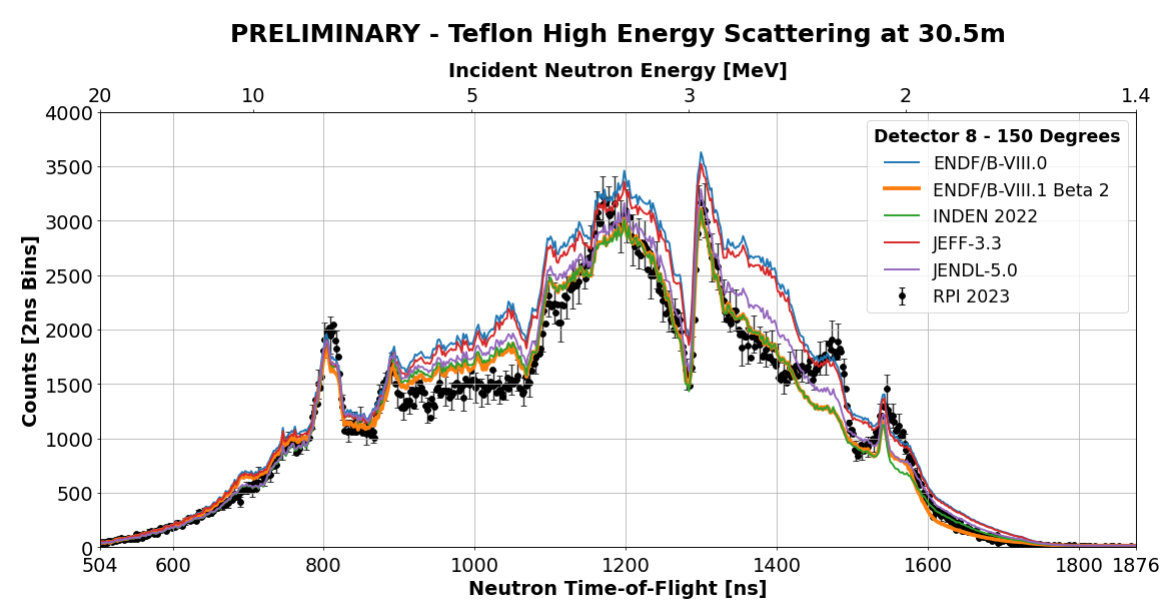 PRELIMINARY - Teflon High Energy Scattering at 30.5m
Incident Neutron Energy [MeV]
20 10 5 3 2 1.4
Counts [2ns Bins]
4000
3500
3000
2500
2000
1500
1000
500
0
Detector 8 - 150 Degrees
ENDF/B-VIII.0
ENDF/B-VIII.1 Beta 2
INDEN 2022
JEFF-3.3
JENDL-5.0
RPI 2023
504 600 800 1000 1200 1400 1600 1800 1876
Neutron Time-of-Flight [ns]